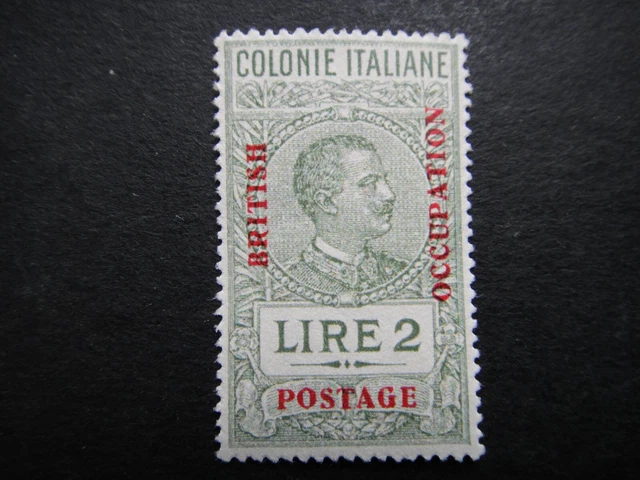 COLONIE ITALIANE
BRITISH
OCCUPATION
LIRE 2
POSTAGE